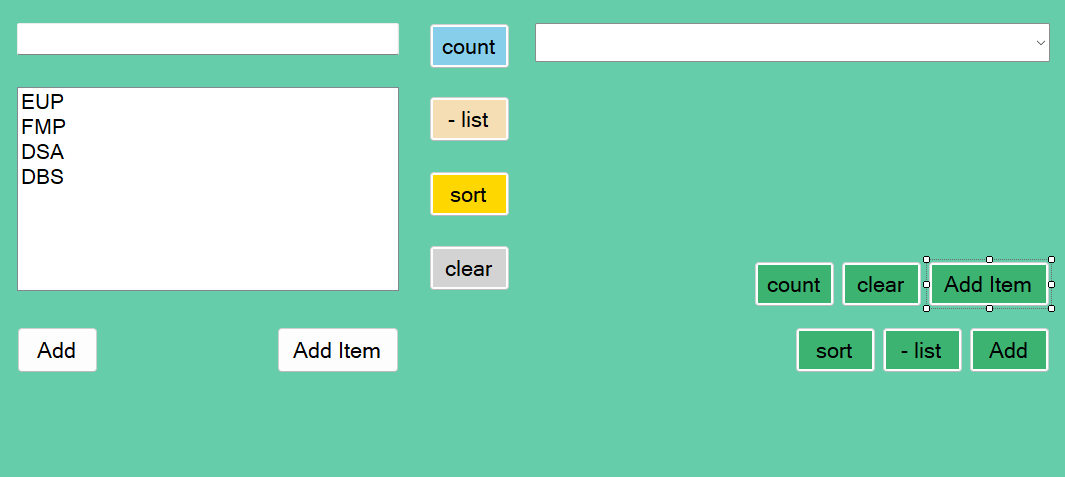 count
EUP
FMP
DSA
DBS
- list
sort
clear
Add
Add Item
count
clear
Add Item
sort
- list
Add